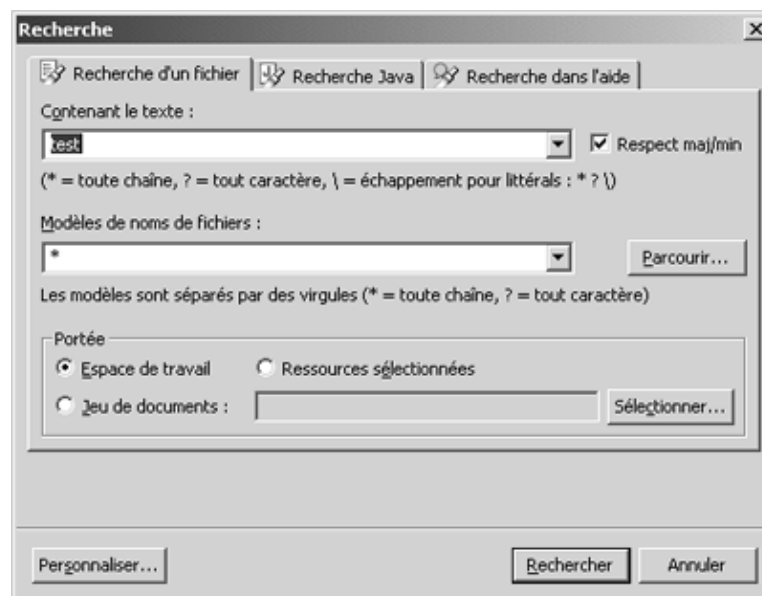 Recherche
Recherche d'un fichier Recherche Java Recherche dans l'aide
Contenant le texte :
test Respect maj/min
(* = toute chaîne, ? = tout caractère, \ = échappement pour littérals : * ? \)
Modèles de noms de fichiers :
* Parcourir...
Les modèles sont séparés par des virgules (* = toute chaîne, ? = tout caractère)
Portée
Espace de travail Ressources sélectionnées
Jeu de documents : Sélectionner...
Personnaliser... Rechercher Annuler